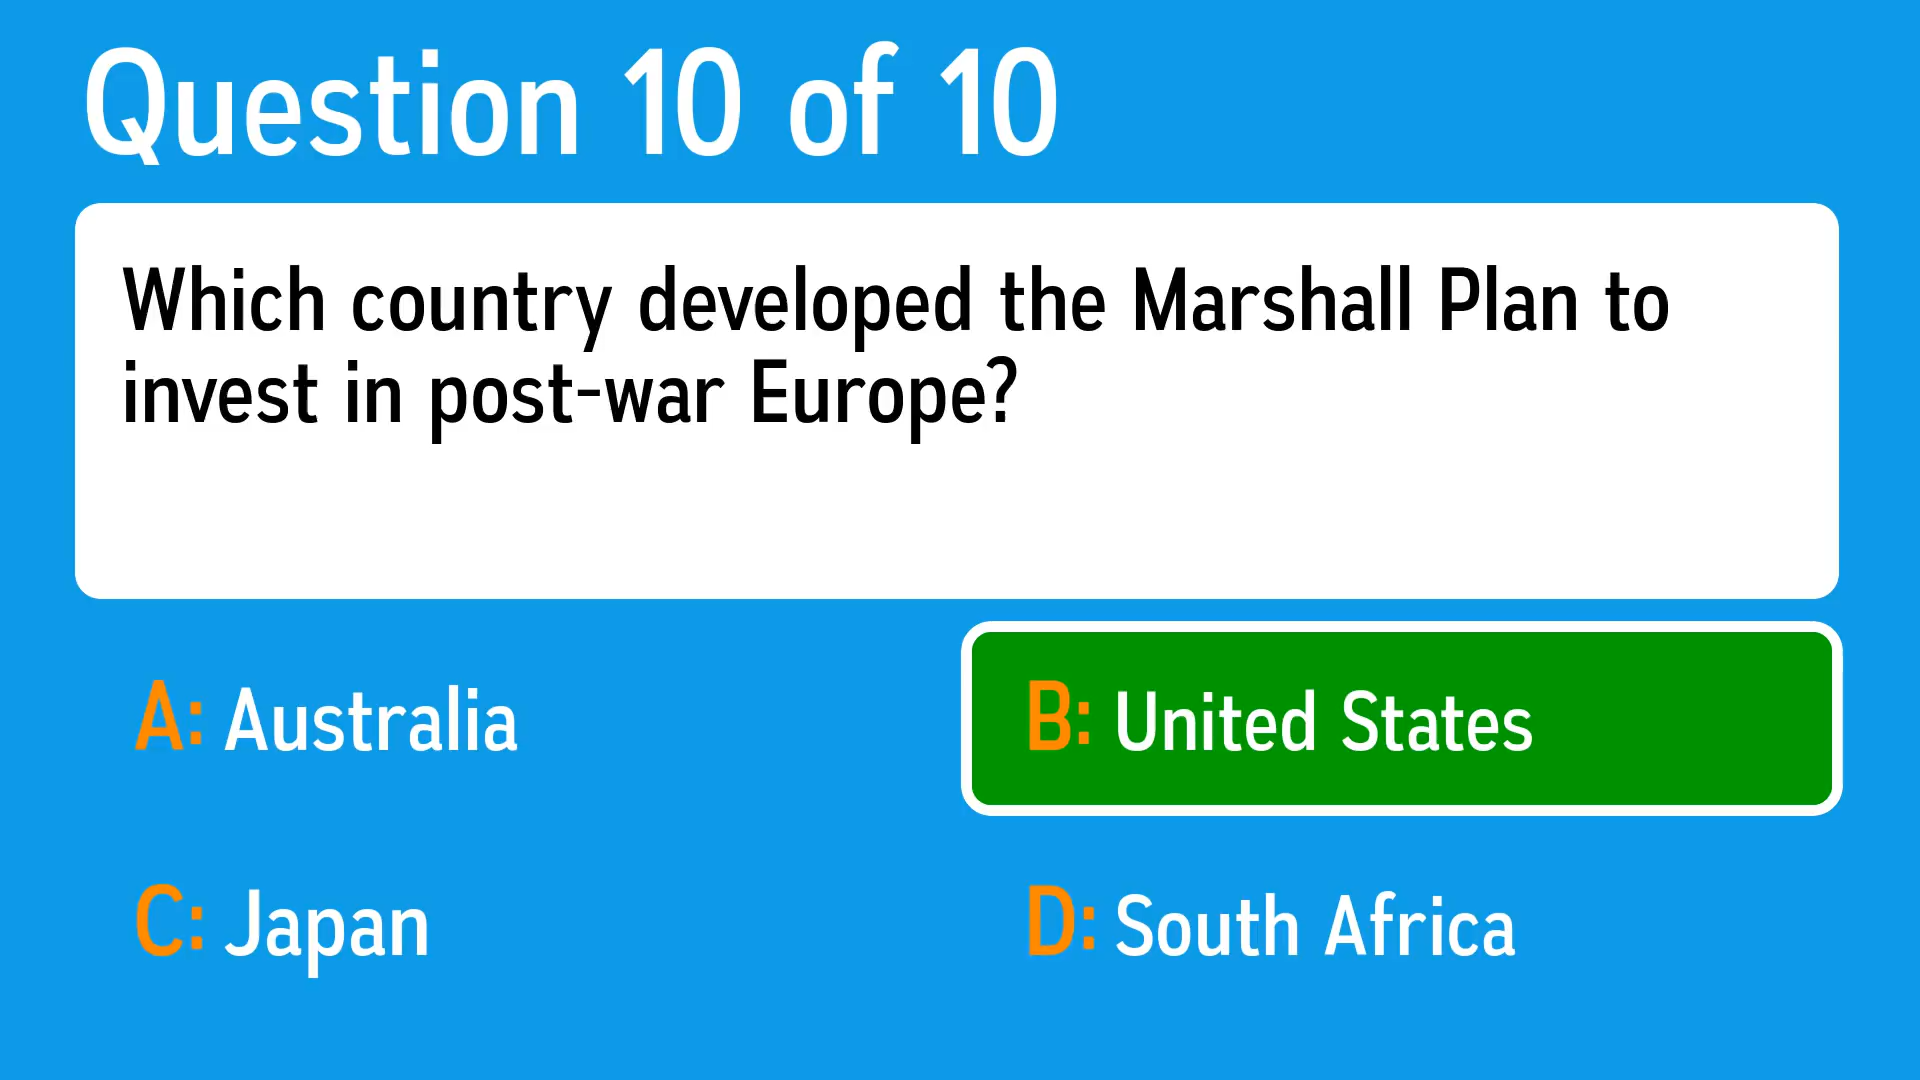 Question 10 of 10
Which country developed the Marshall Plan to
invest in post-war Europe?
A: Australia
B: United States
C: Japan
D: South Africa